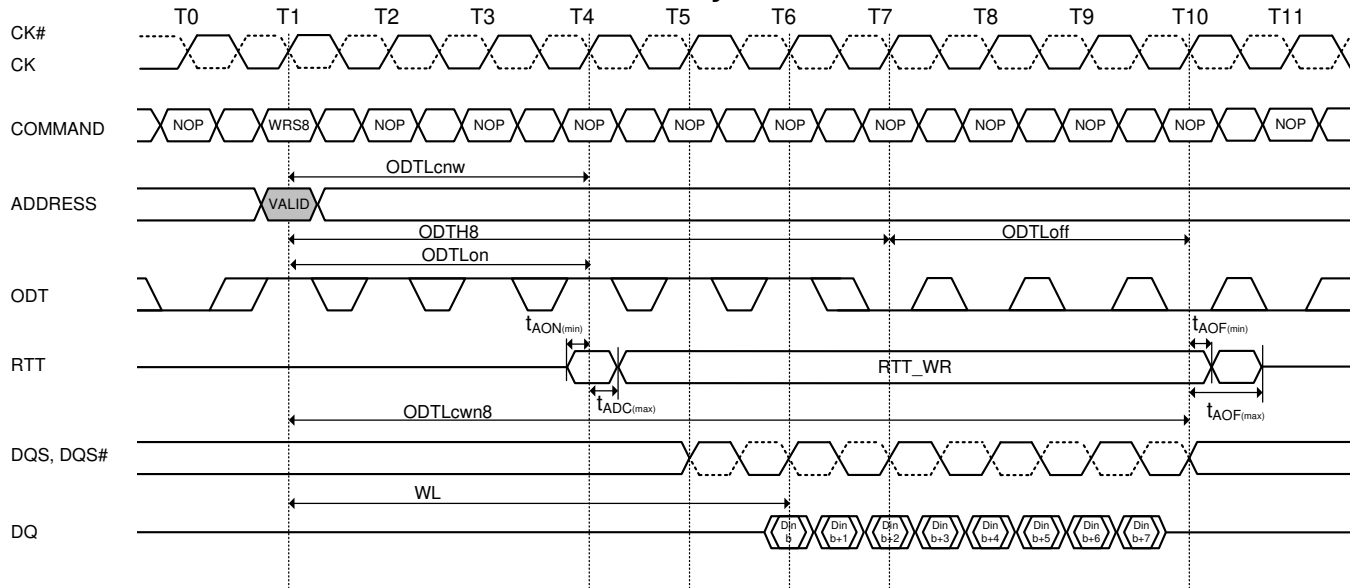 T0 T1 T2 T3 T4 T5 T6 T7 T8 T9 T10 T11
CK#
CK
COMMAND NOP WRS8 NOP NOP NOP NOP NOP NOP NOP NOP NOP NOP
ODTLcnw
ADDRESS VALID
ODTH8 ODTLoff
ODTLon
ODT
tAON(min) tAOF(min)
RTT RTT_WR
tADC(max) tAOF(max)
ODTLcwn8
DQS, DQS#
WL
DQ Din b Din b+1 Din b+2 Din b+3 Din b+4 Din b+5 Din b+6 Din b+7